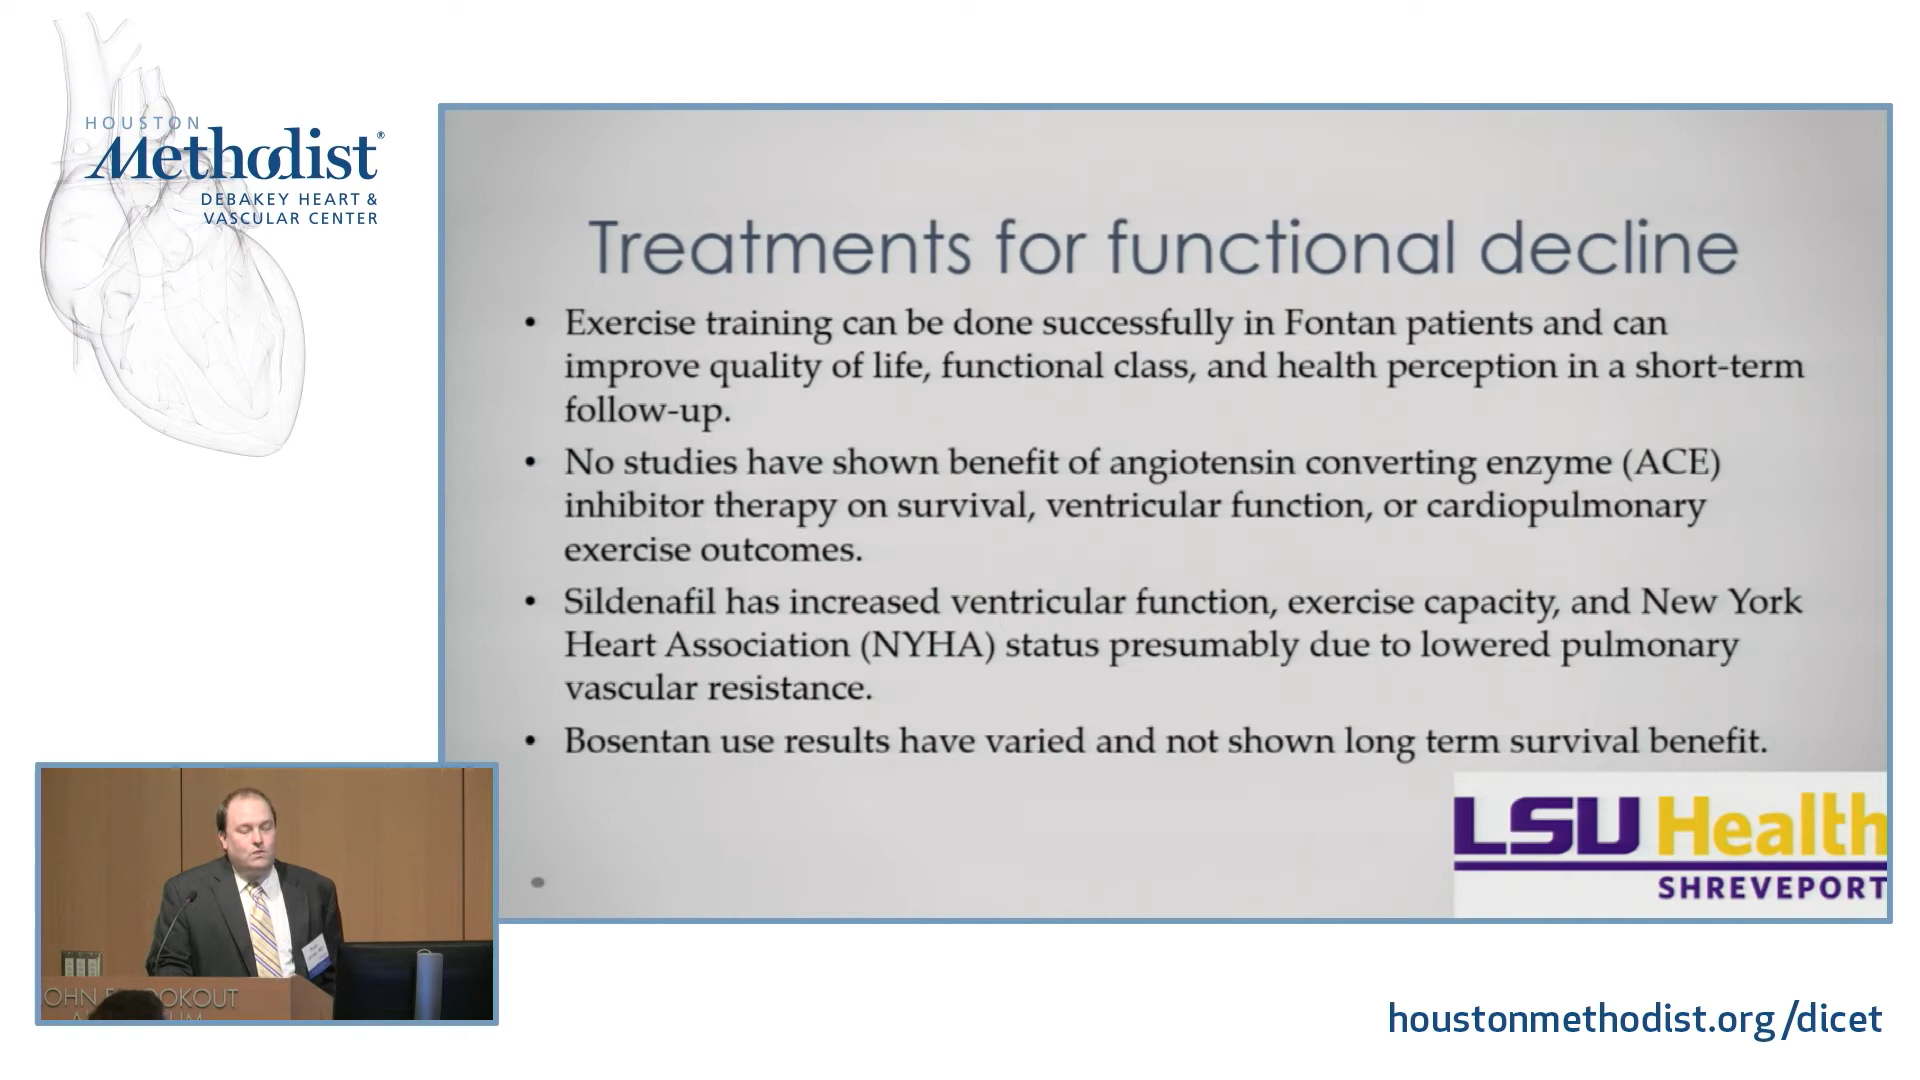 HOUSTON
Methodist®
DEBAKEY HEART &
VASCULAR CENTER
Treatments for functional decline
• Exercise training can be done successfully in Fontan patients and can
improve quality of life, functional class, and health perception in a short-term
follow-up.
• No studies have shown benefit of angiotensin converting enzyme (ACE)
inhibitor therapy on survival, ventricular function, or cardiopulmonary
exercise outcomes.
• Sildenafil has increased ventricular function, exercise capacity, and New York
Heart Association (NYHA) status presumably due to lowered pulmonary
vascular resistance.
• Bosentan use results have varied and not shown long term survival benefit.
LSU Health
SHREVEPORT
houstonmethodist.org/dicet